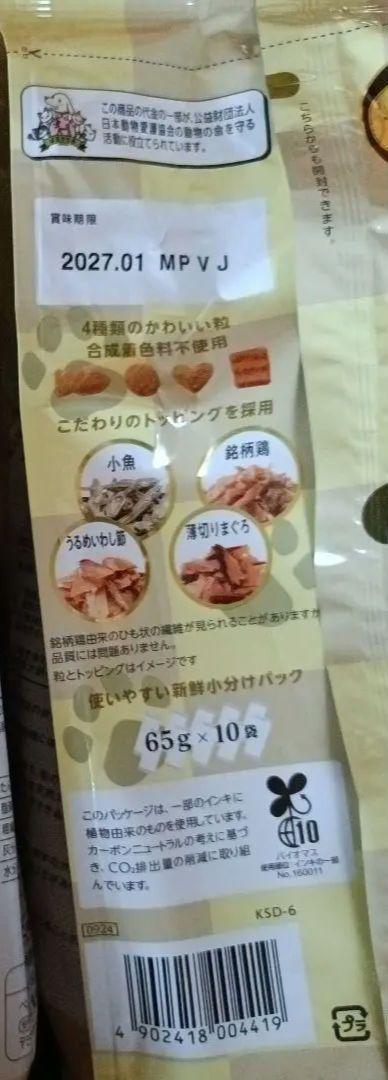 この商品の代金の一部が、公益財団法人
日本動物愛護協会の動物の命を守る
活動に役立てられています。
こちらからも開封できます。
賞味期限
2027.01 MPVJ
4種類のかわいい粒
合成着色料不使用
こだわりのトッピングを採用
小魚
銘柄鶏
うるめいわし節
薄切りまぐろ
銘柄鶏由来のひも状の繊維が見られることがありますが
品質には問題ありません。
粒とトッピングはイメージです
使いやすい新鮮小分けパック
65g×10袋
このパッケージは、一部のインキに
植物由来のものを使用しています。
カーボンニュートラルの考えに基づ
き、CO₂排出量の削減に取り組
んでいます。
10
バイオマス
使用部位:インキの一部
No.160011
KSD-6
0924
4 902418 004419
プラ